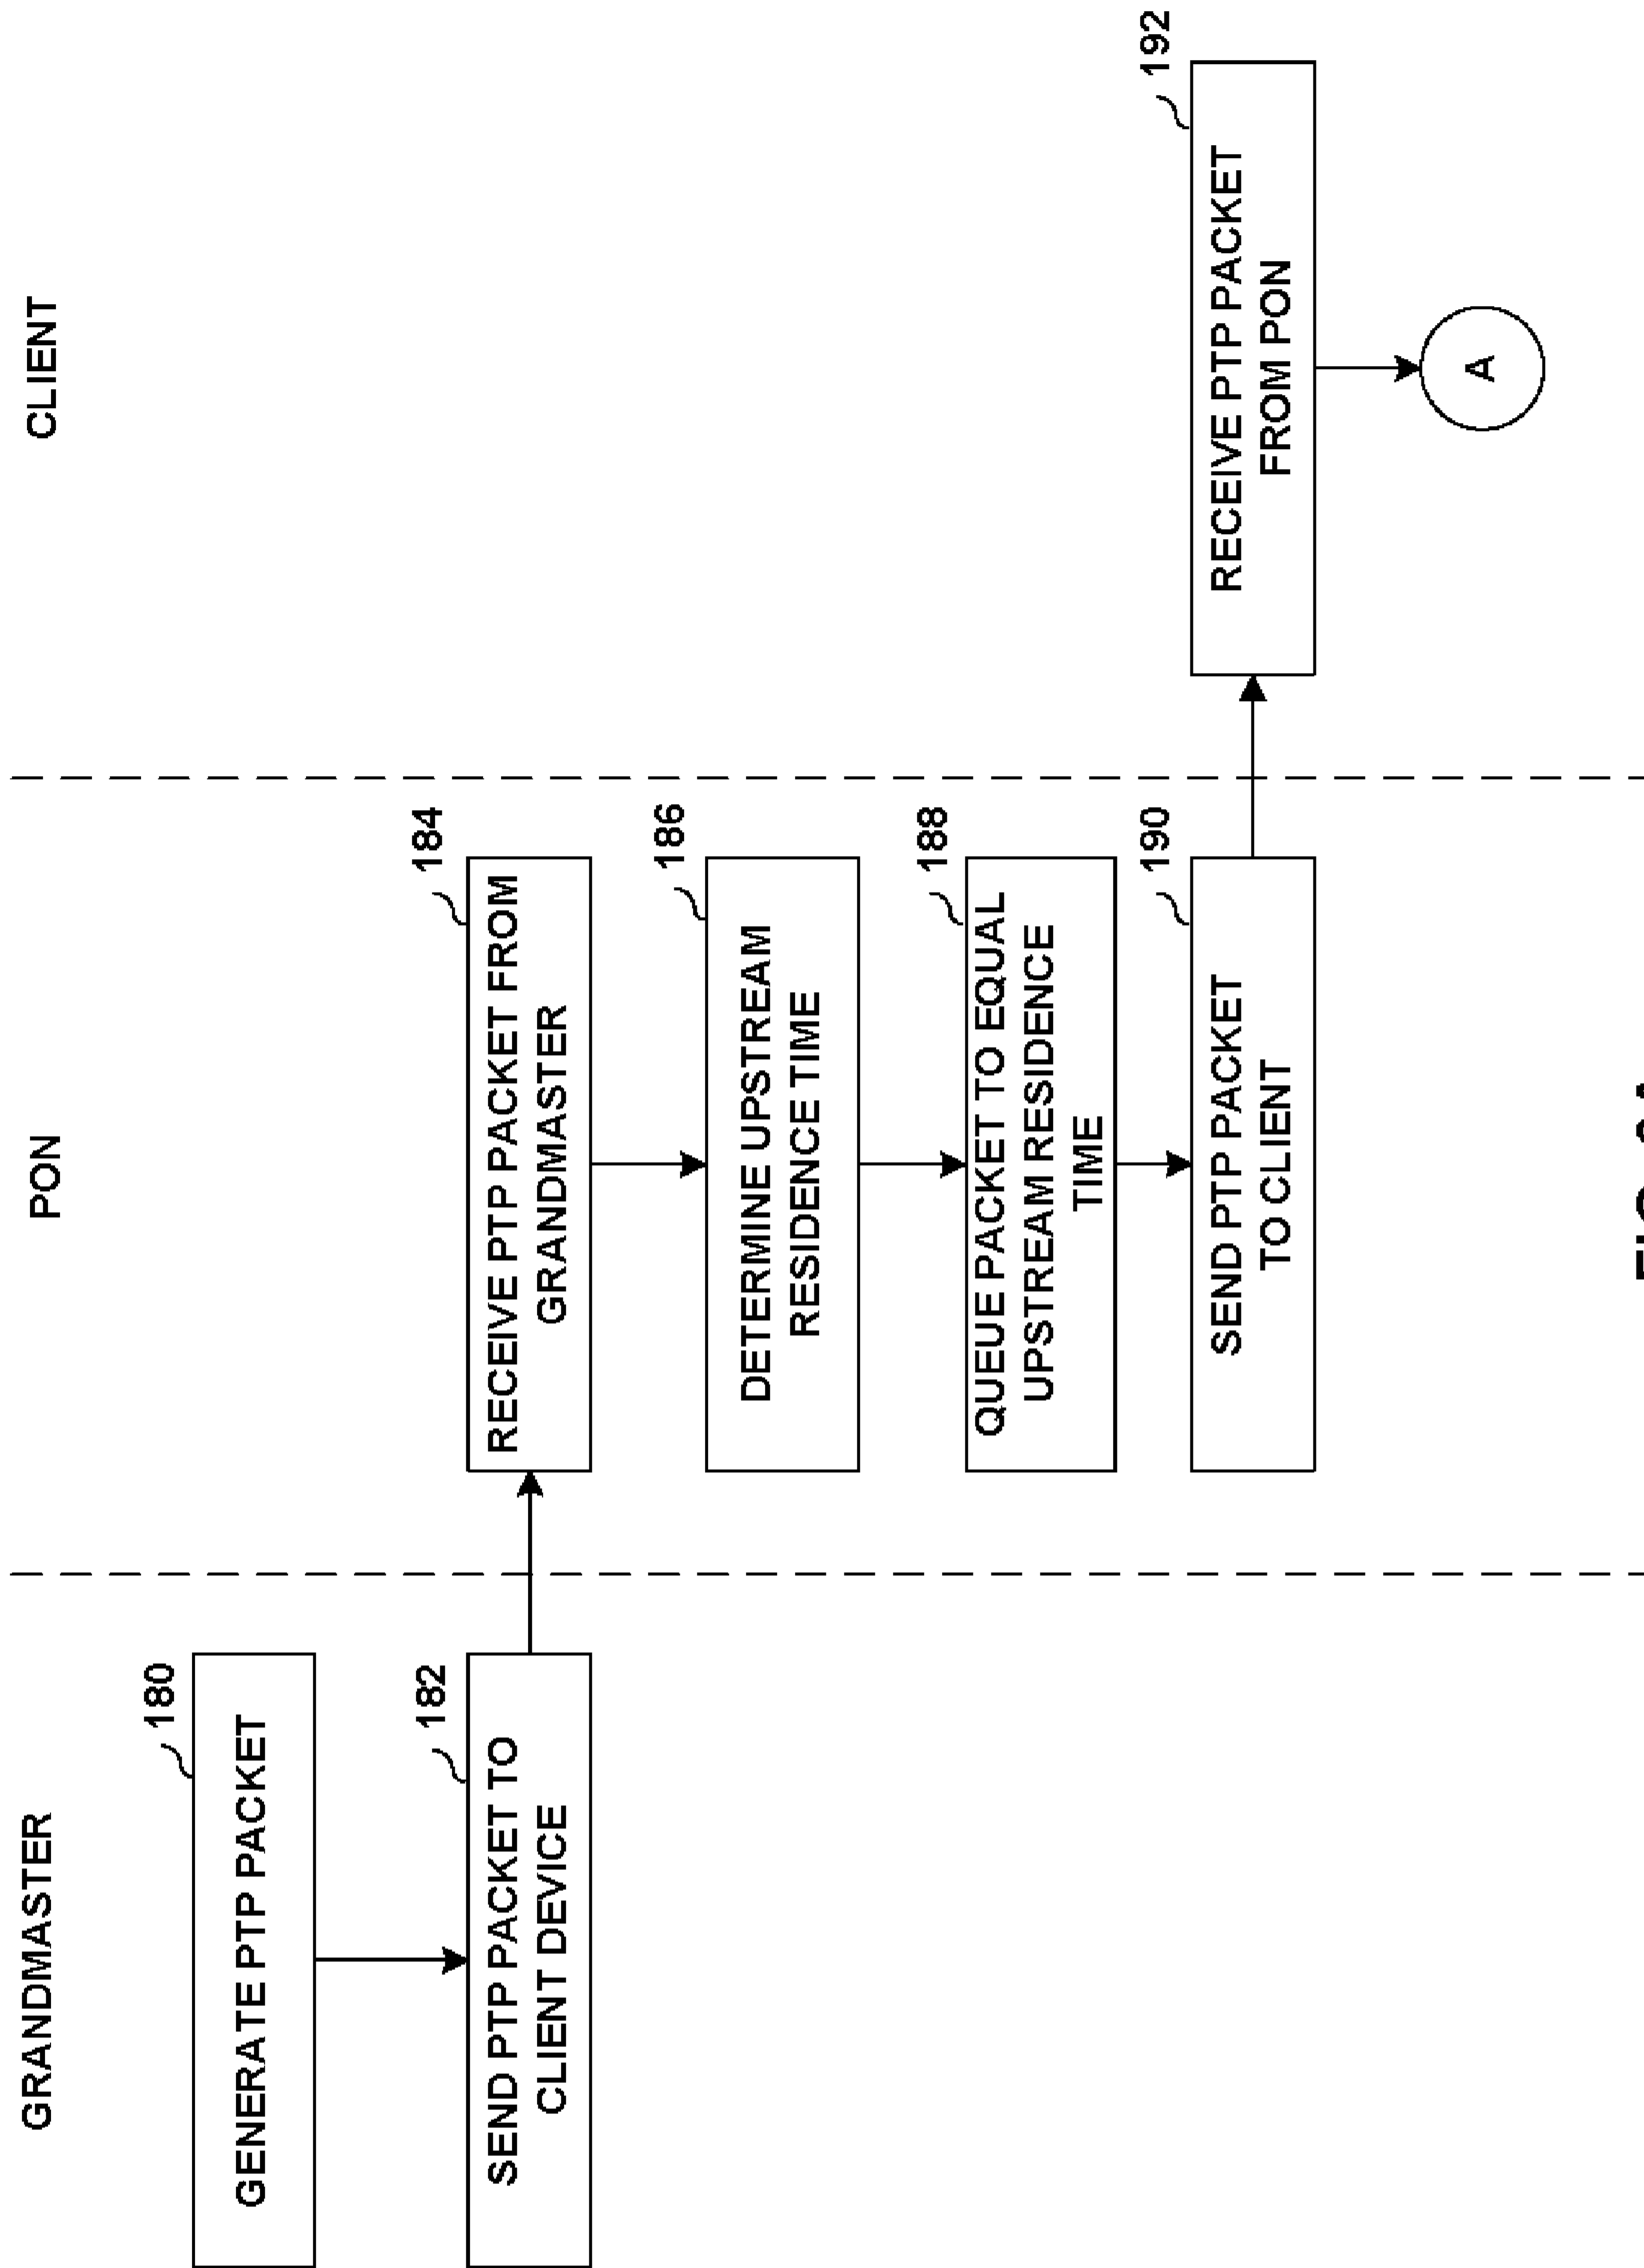 GRANDMASTER
PON
CLIENT
180
GENERATE PTP PACKET
182
SEND PTP PACKET TO
CLIENT DEVICE
184
RECEIVE PTP PACKET FROM
GRANDMASTER
186
DETERMINE UPSTREAM
RESIDENCE TIME
188
QUEUE PACKET TO EQUAL
UPSTREAM RESIDENCE
TIME
190
SEND PTP PACKET
TO CLIENT
192
RECEIVE PTP PACKET
FROM PON
A